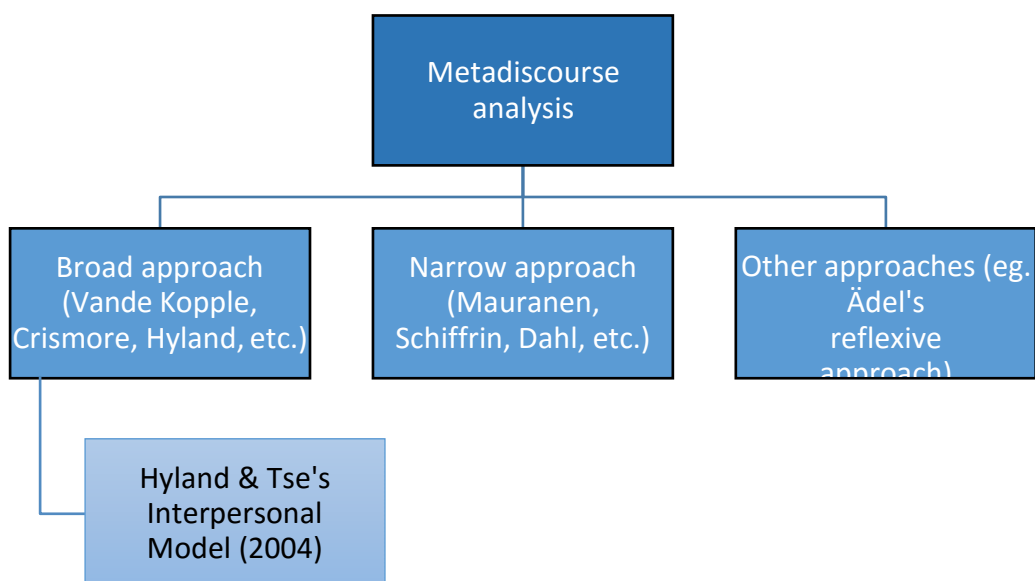 Metadiscourse
analysis
Broad approach
(Vande Kopple,
Crismore, Hyland, etc.)
Narrow approach
(Mauranen,
Schiffrin, Dahl, etc.)
Other approaches (eg.
Ädel's
reflexive
approach)
Hyland & Tse's
Interpersonal
Model (2004)